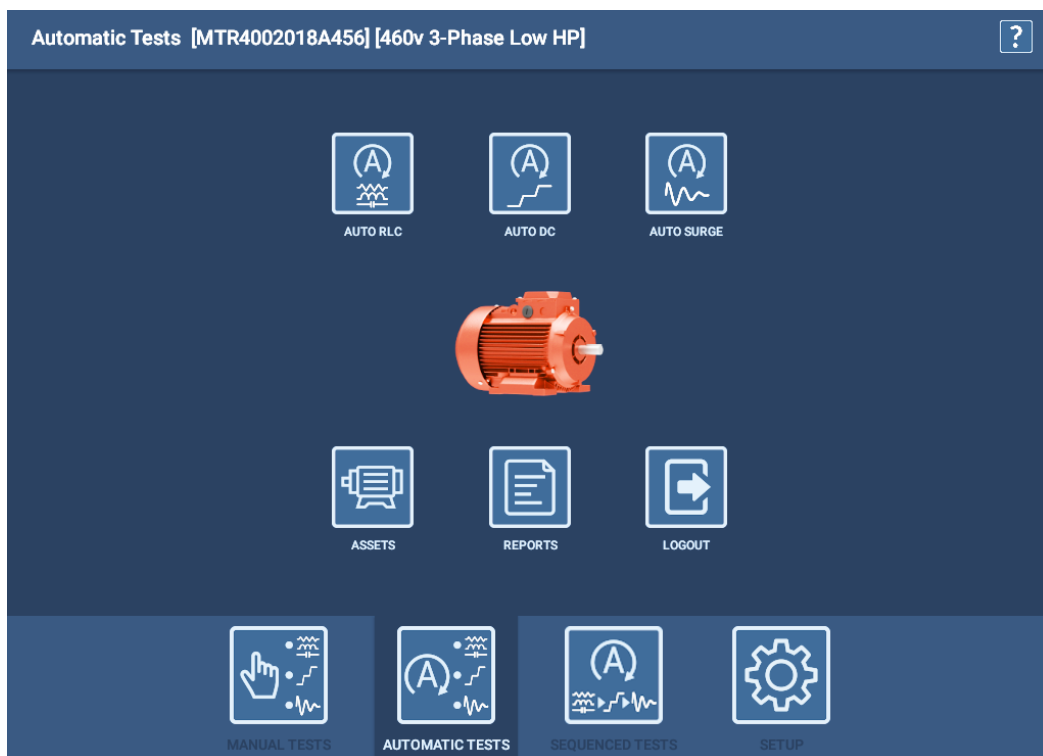 Automatic Tests [MTR4002018A456] [460v 3-Phase Low HP]
?
A A A
AUTO RLC AUTO DC AUTO SURGE
ASSETS REPORTS LOGOUT
A A
MANUAL TESTS AUTOMATIC TESTS SEQUENCED TESTS SETUP